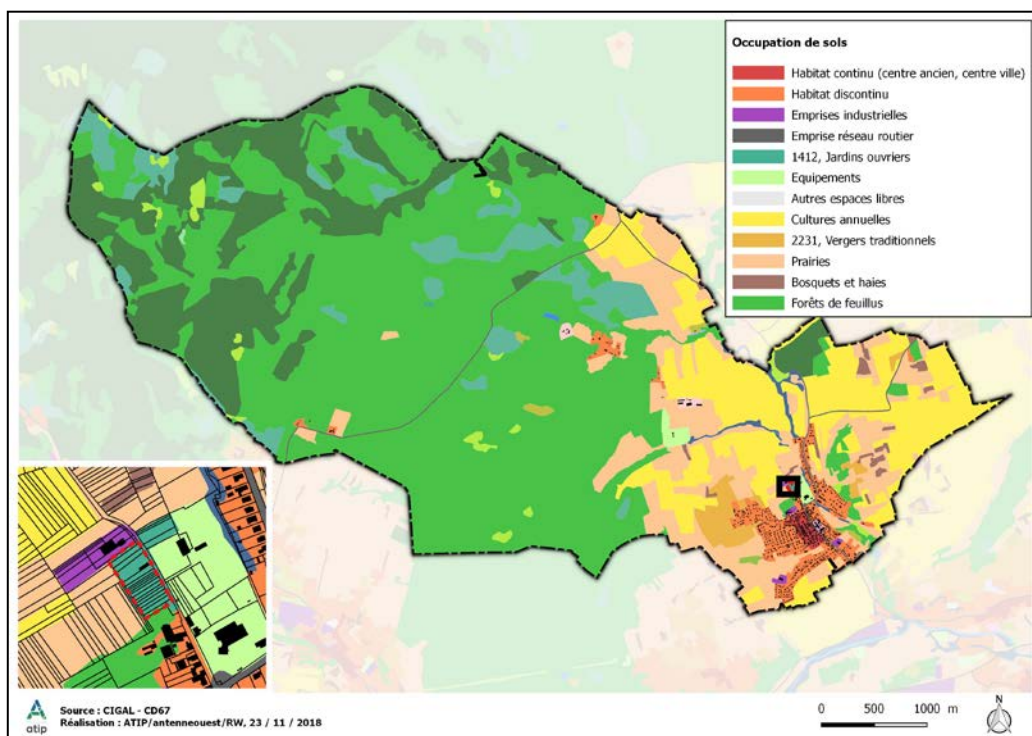 Occupation de sols
Habitat continu (centre ancien, centre ville)
Habitat discontinu
Emprises industrielles
Emprise réseau routier
1412, Jardins ouvriers
Equipements
Autres espaces libres
Cultures annuelles
2231, Vergers traditionnels
Prairies
Bosquets et haies
Forêts de feuillus
atip
Source : CIGAL - CD67
Réalisation : ATIP/antenneouest/RW, 23 / 11 / 2018
0 500 1000 m
N